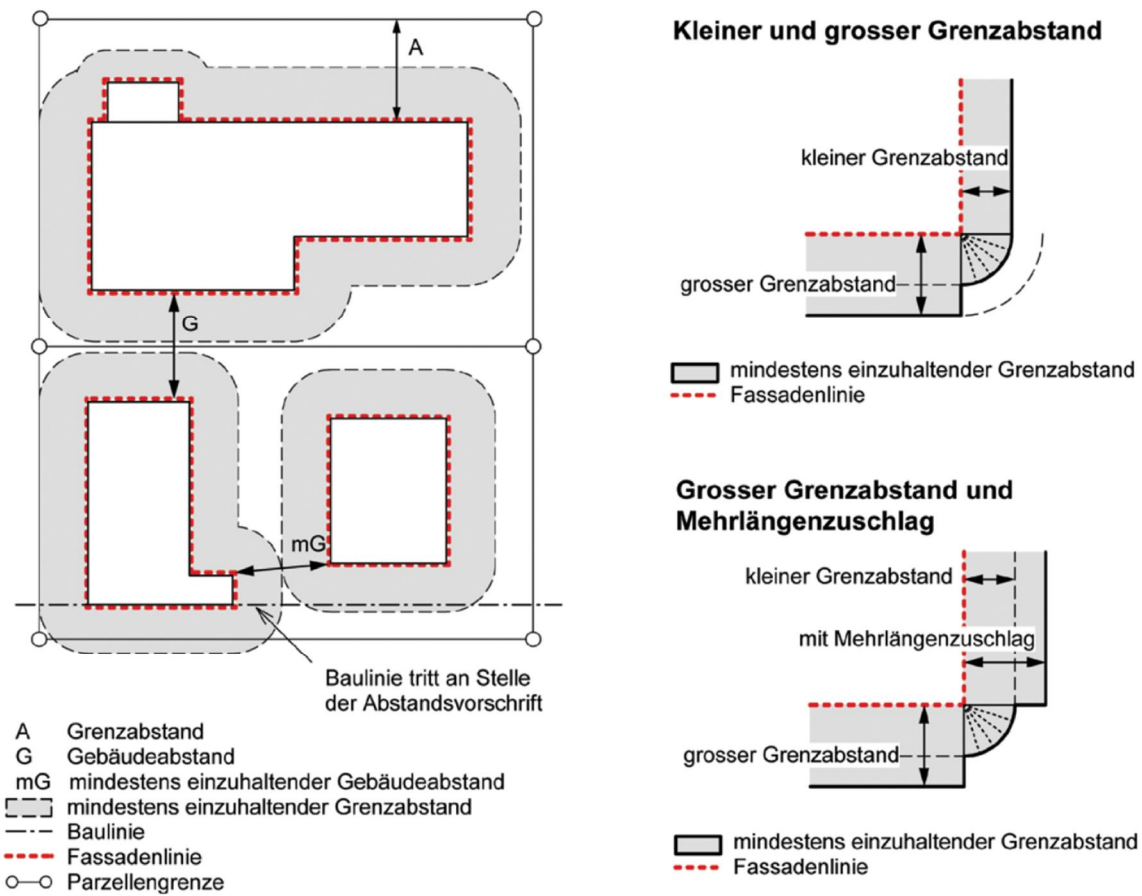 A
G
mG
Baulinie tritt an Stelle
der Abstandsvorschrift
A Grenzabstand
G Gebäudeabstand
mG mindestens einzuhaltender Gebäudeabstand
mindestens einzuhaltender Grenzabstand
Baulinie
Fassadenlinie
Parzellengrenze
Kleiner und grosser Grenzabstand
kleiner Grenzabstand
grosser Grenzabstand
mindestens einzuhaltender Grenzabstand
Fassadenlinie
Grosser Grenzabstand und
Mehrlängenzuschlag
kleiner Grenzabstand
mit Mehrlängenzuschlag
grosser Grenzabstand
mindestens einzuhaltender Grenzabstand
Fassadenlinie